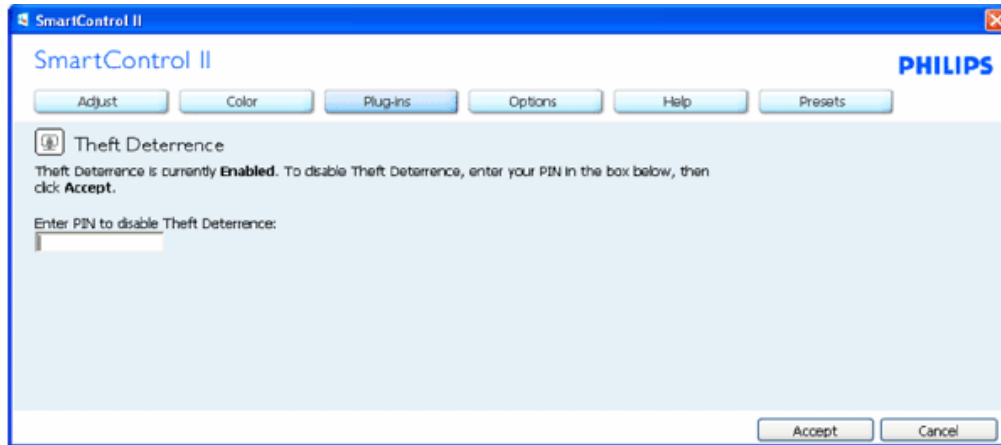 SmartControl II
SmartControl II
PHILIPS
Adjust Color Plug-ins Options Help Presets
Theft Deterrence
Theft Deterrence is currently Enabled. To disable Theft Deterrence, enter your PIN in the box below, then
click Accept.
Enter PIN to disable Theft Deterrence:
Accept Cancel